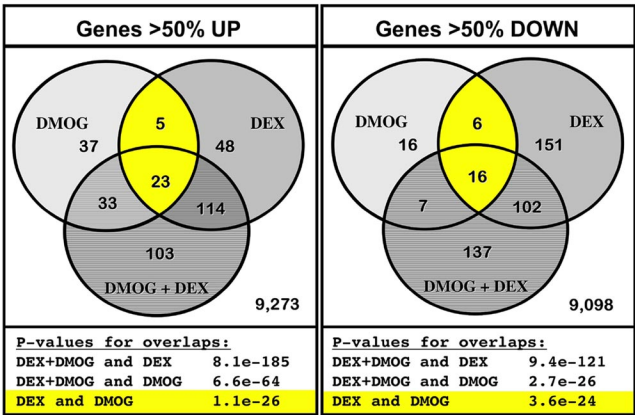 Genes >50% UP
DMOG
37
5
DEX
48
23
33
114
103
DMOG + DEX
9,273
P-values for overlaps:
DEX+DMOG and DEX 8.1e-185
DEX+DMOG and DMOG 6.6e-64
DEX and DMOG 1.1e-26
Genes >50% DOWN
DMOG
16
6
DEX
151
16
7
102
137
DMOG + DEX
9,098
P-values for overlaps:
DEX+DMOG and DEX 9.4e-121
DEX+DMOG and DMOG 2.7e-26
DEX and DMOG 3.6e-24